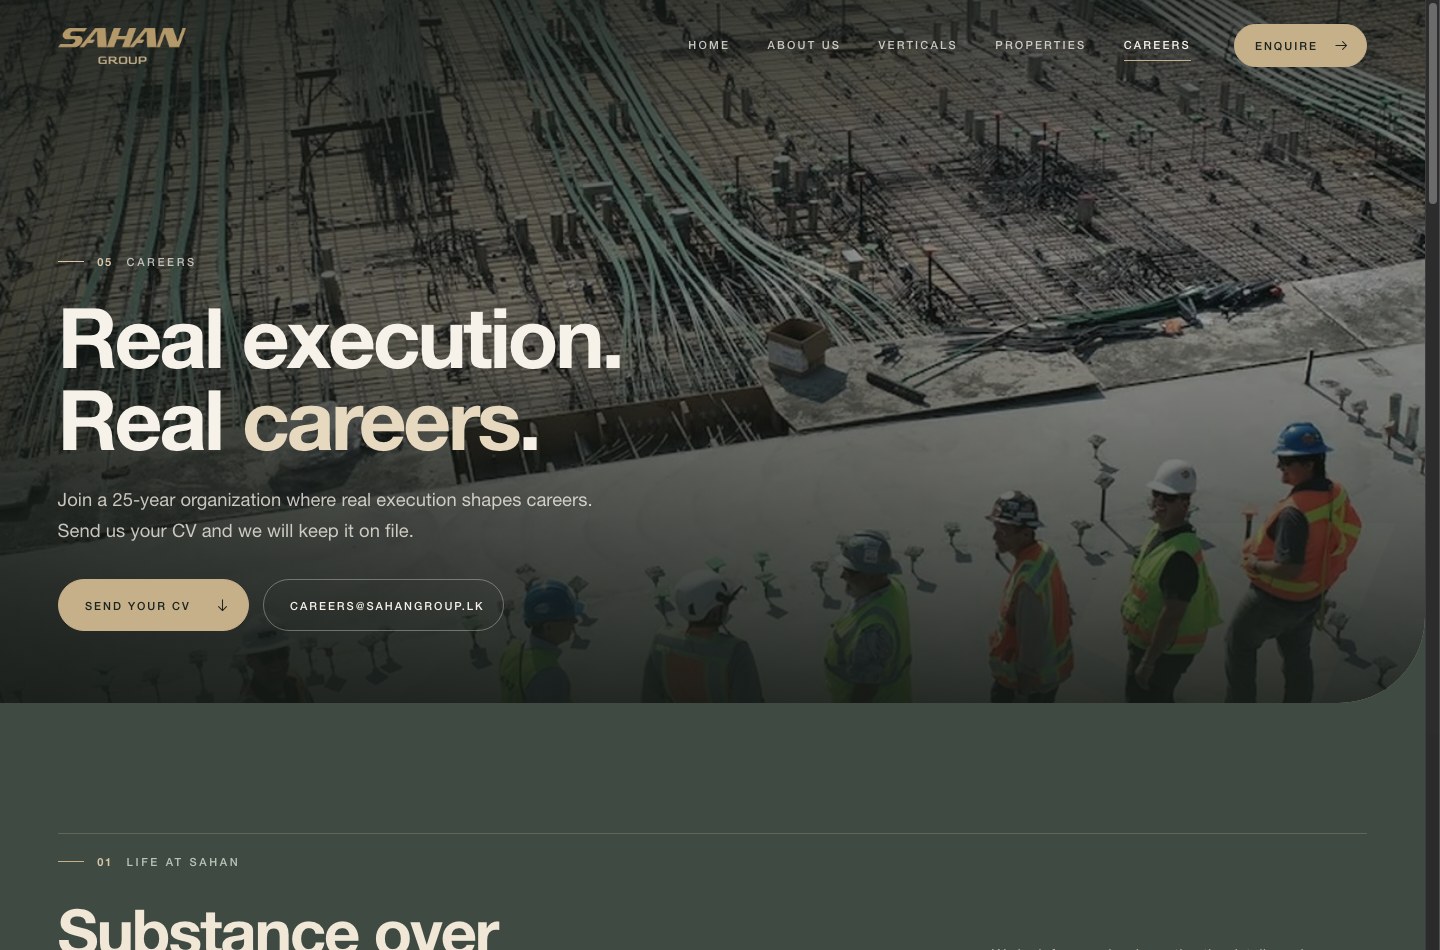 SAHAN
GROUP
HOME
ABOUT US
VERTICALS
PROPERTIES
CAREERS
ENQUIRE
05 CAREERS
Real execution.
Real careers.
Join a 25-year organization where real execution shapes careers.
Send us your CV and we will keep it on file.
SEND YOUR CV
CAREERS@SAHANGROUP.LK
01 LIFE AT SAHAN
Substance over